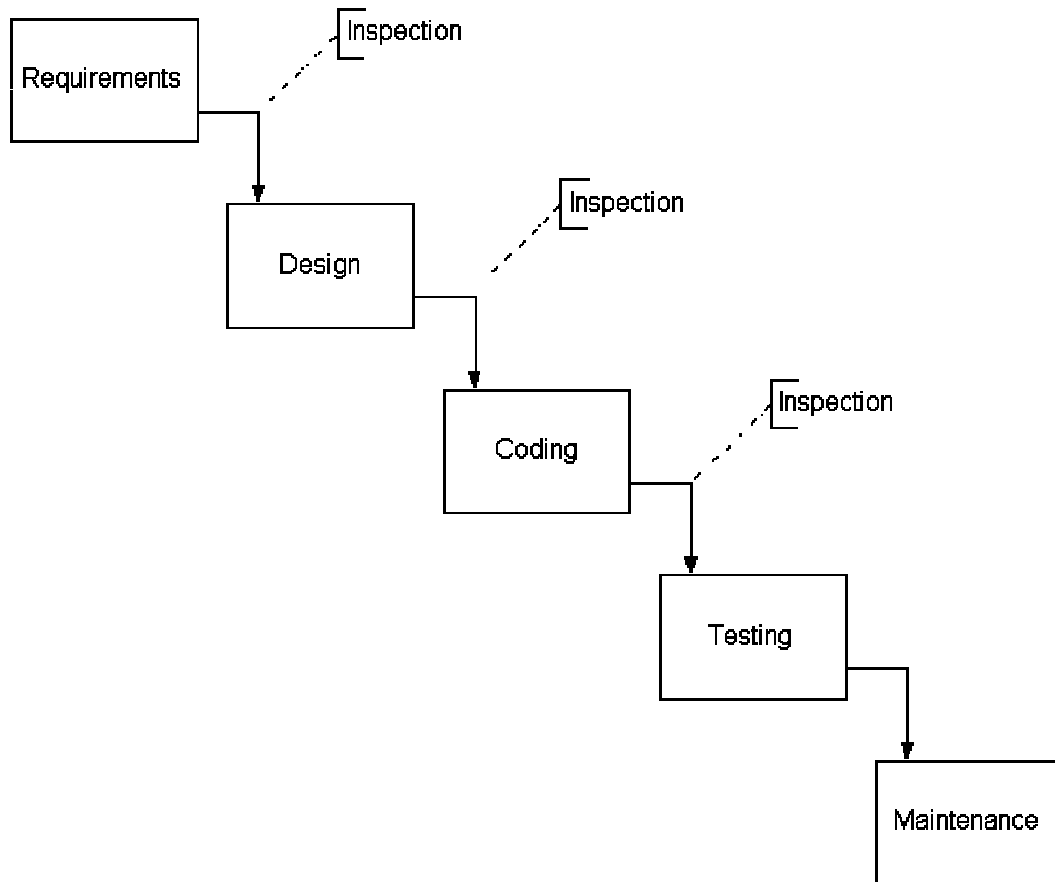 Inspection
Requirements
Inspection
Design
Inspection
Coding
Testing
Maintenance